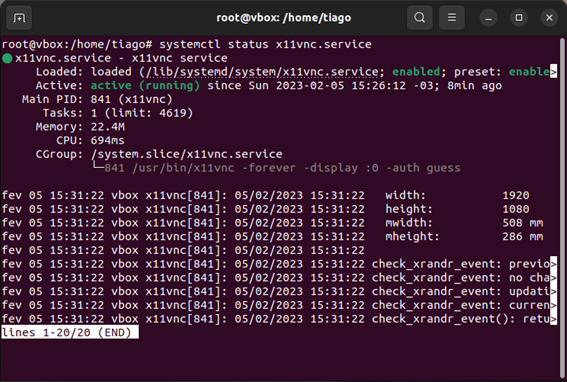 root@vbox: /home/tiago
root@vbox:/home/tiago# systemctl status x11vnc.service
● x11vnc.service - x11vnc service
     Loaded: loaded (/lib/systemd/system/x11vnc.service; enabled; preset: enable>
     Active: active (running) since Sun 2023-02-05 15:26:12 -03; 8min ago
   Main PID: 841 (x11vnc)
      Tasks: 1 (limit: 4619)
     Memory: 22.4M
        CPU: 694ms
     CGroup: /system.slice/x11vnc.service
             └─841 /usr/bin/x11vnc -forever -display :0 -auth guess
fev 05 15:31:22 vbox x11vnc[841]: 05/02/2023 15:31:22   width:          1920
fev 05 15:31:22 vbox x11vnc[841]: 05/02/2023 15:31:22   height:         1080
fev 05 15:31:22 vbox x11vnc[841]: 05/02/2023 15:31:22   mwidth:         508 mm
fev 05 15:31:22 vbox x11vnc[841]: 05/02/2023 15:31:22   mheight:        286 mm
fev 05 15:31:22 vbox x11vnc[841]: 05/02/2023 15:31:22
fev 05 15:31:22 vbox x11vnc[841]: 05/02/2023 15:31:22 check_xrandr_event: previo>
fev 05 15:31:22 vbox x11vnc[841]: 05/02/2023 15:31:22 check_xrandr_event: no cha>
fev 05 15:31:22 vbox x11vnc[841]: 05/02/2023 15:31:22 check_xrandr_event: updati>
fev 05 15:31:22 vbox x11vnc[841]: 05/02/2023 15:31:22 check_xrandr_event: curren>
fev 05 15:31:22 vbox x11vnc[841]: 05/02/2023 15:31:22 check_xrandr_event(): retu>
lines 1-20/20 (END)